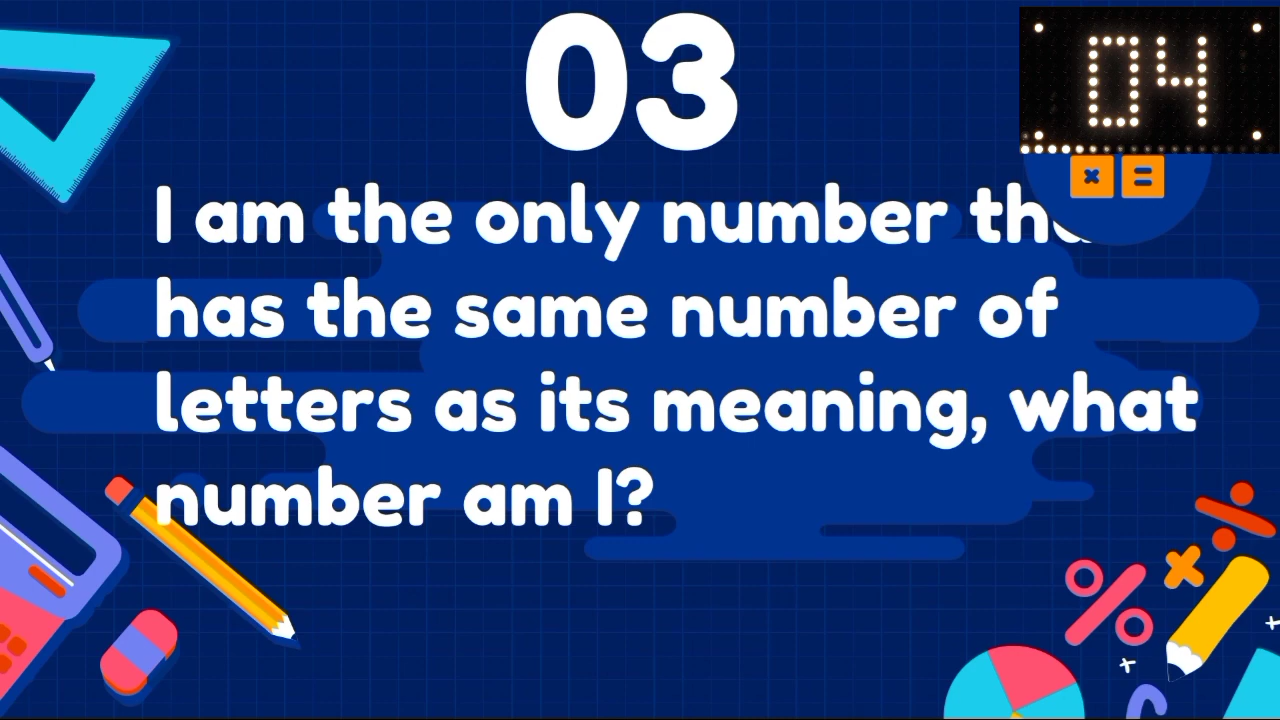 03
04
I am the only number
has the same number of
letters as its meaning, what
number am I?